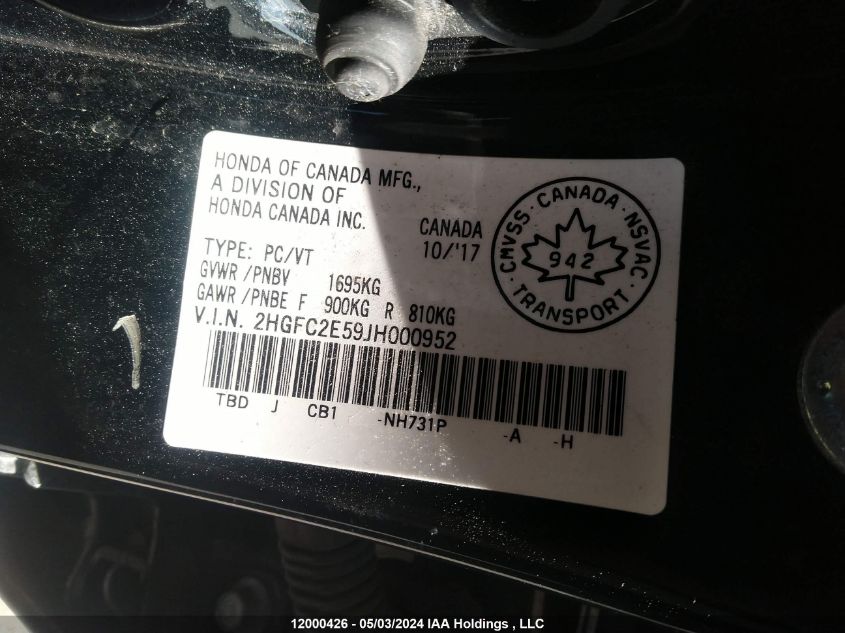 HONDA OF CANADA MFG.,
A DIVISION OF
HONDA CANADA INC.
CANADA
10/'17
TYPE: PC/VT
GVWR /PNBV 1695KG
GAWR /PNBE F 900KG R 810KG
V.I.N. 2HGFC2E59JH000952
TBD J CB1 -NH731P -A -H
CMVSS · CANADA · NSVAC
942
· TRANSPORT ·
12000426 - 05/03/2024 IAA Holdings , LLC